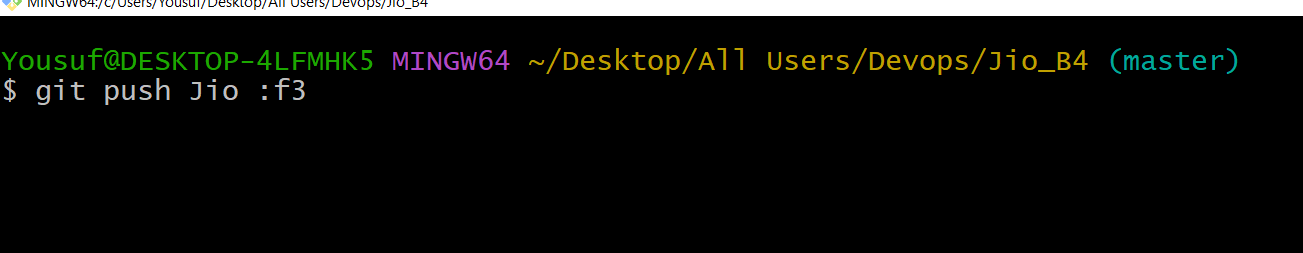 MINGW64:/c/Users/Yousuf/Desktop/All Users/Devops/Jio_B4
Yousuf@DESKTOP-4LFMHK5 MINGW64 ~/Desktop/All Users/Devops/Jio_B4 (master)
$ git push Jio :f3